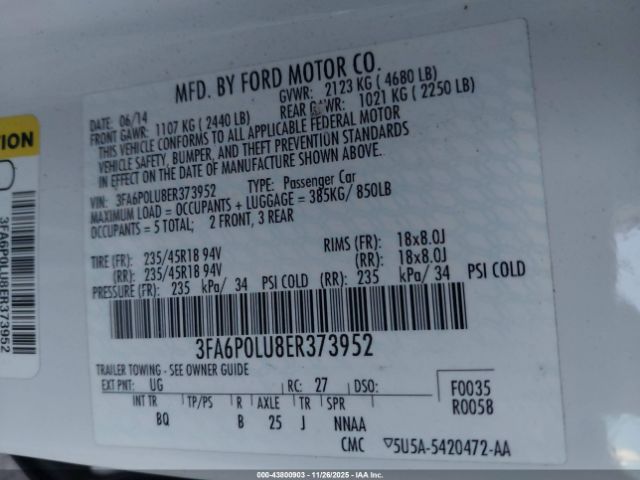 MFD. BY FORD MOTOR CO.
DATE: 06/14 GVWR: 2123 KG ( 4680 LB)
FRONT GAWR: 1107 KG ( 2440 LB) REAR GAWR: 1021 KG ( 2250 LB)
THIS VEHICLE CONFORMS TO ALL APPLICABLE FEDERAL MOTOR
VEHICLE SAFETY, BUMPER, AND THEFT PREVENTION STANDARDS
IN EFFECT ON THE DATE OF MANUFACTURE SHOWN ABOVE.
VIN: 3FA6P0LU8ER373952 TYPE: Passenger Car
MAXIMUM LOAD = OCCUPANTS + LUGGAGE = 385KG/ 850LB
OCCUPANTS = 5 TOTAL; 2 FRONT, 3 REAR
TIRE (FR): 235/45R18 94V RIMS (FR): 18x8.0J
(RR): 235/45R18 94V (RR): 18x8.0J
PRESSURE (FR): 235 kPa/ 34 PSI COLD (RR): 235 kPa/ 34 PSI COLD
3FA6P0LU8ER373952
TRAILER TOWING - SEE OWNER GUIDE
EXT PNT: UG RC: 27 DSO: F0035
INT TR TP/PS R AXLE TR SPR R0058
BQ B 25 J NNAA
CMC ▽5U5A-5420472-AA
TION
3FA6P0LU8ER373952
000-43800903 - 11/26/2025 - IAAI.com